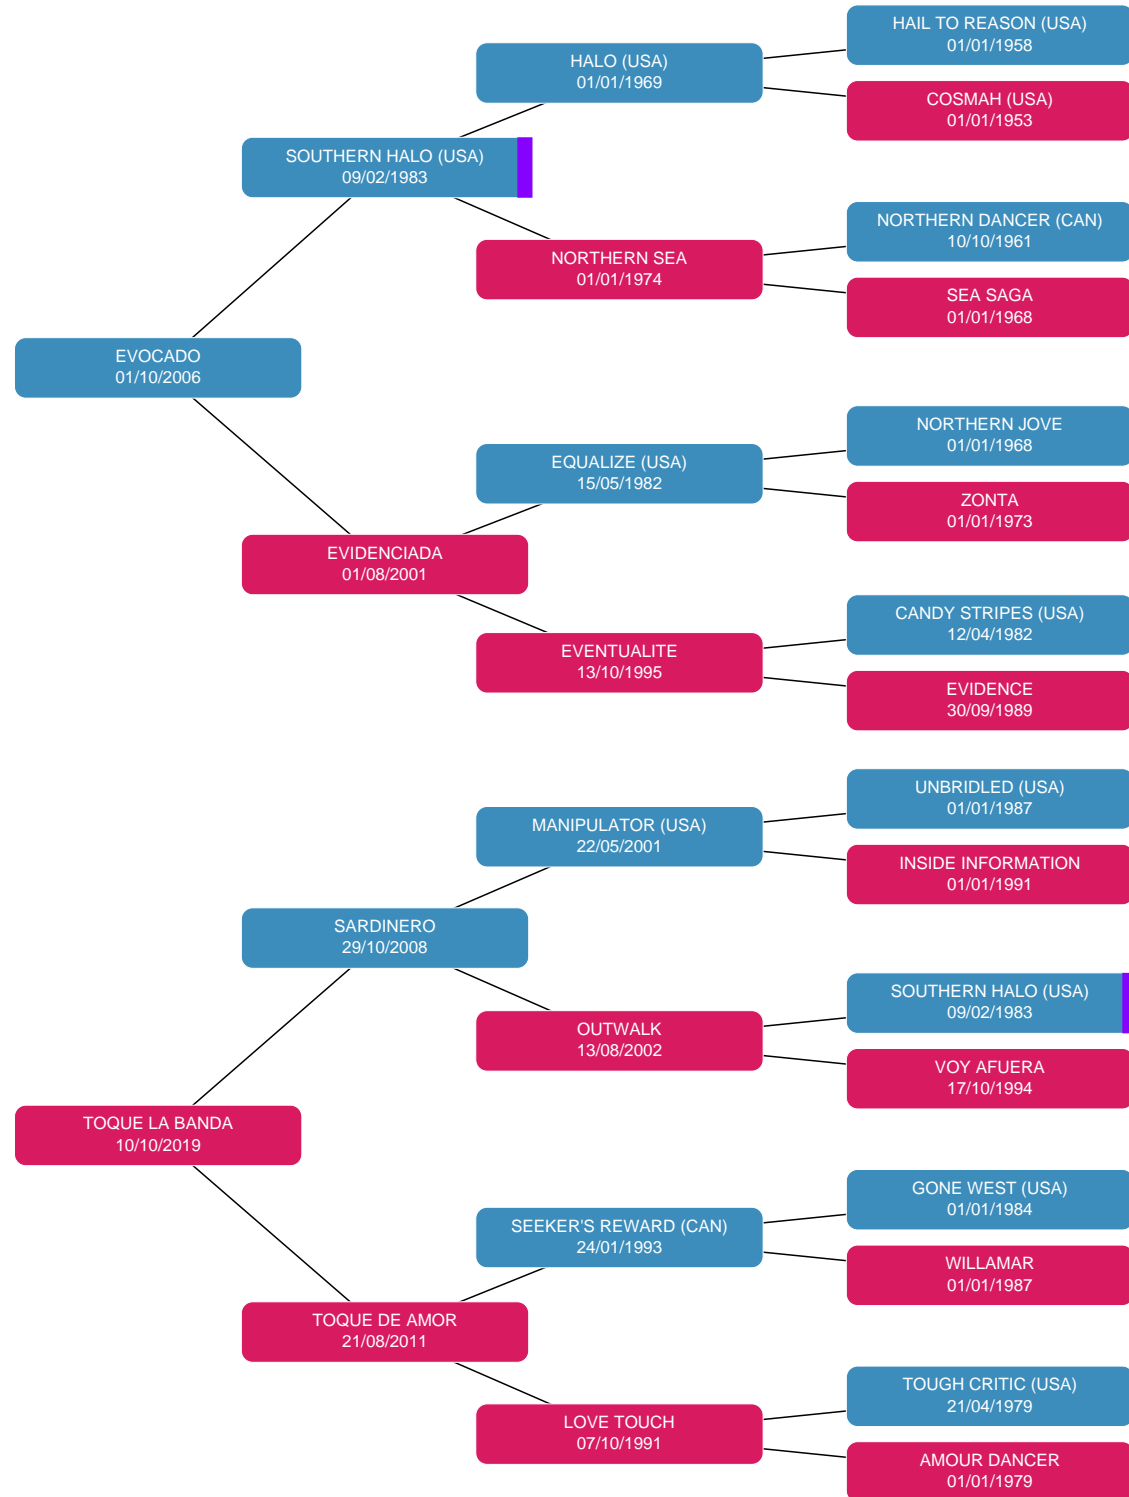 HAIL TO REASON (USA)
01/01/1958
HALO (USA)
01/01/1969
COSMAH (USA)
01/01/1953
SOUTHERN HALO (USA)
09/02/1983
NORTHERN DANCER (CAN)
10/10/1961
NORTHERN SEA
01/01/1974
SEA SAGA
01/01/1968
EVOCADO
01/10/2006
NORTHERN JOVE
01/01/1968
EQUALIZE (USA)
15/05/1982
ZONTA
01/01/1973
EVIDENCIADA
01/08/2001
CANDY STRIPES (USA)
12/04/1982
EVENTUALITE
13/10/1995
EVIDENCE
30/09/1989
UNBRIDLED (USA)
01/01/1987
MANIPULATOR (USA)
22/05/2001
INSIDE INFORMATION
01/01/1991
SARDINERO
29/10/2008
SOUTHERN HALO (USA)
09/02/1983
OUTWALK
13/08/2002
VOY AFUERA
17/10/1994
TOQUE LA BANDA
10/10/2019
GONE WEST (USA)
01/01/1984
SEEKER'S REWARD (CAN)
24/01/1993
WILLAMAR
01/01/1987
TOQUE DE AMOR
21/08/2011
TOUGH CRITIC (USA)
21/04/1979
LOVE TOUCH
07/10/1991
AMOUR DANCER
01/01/1979